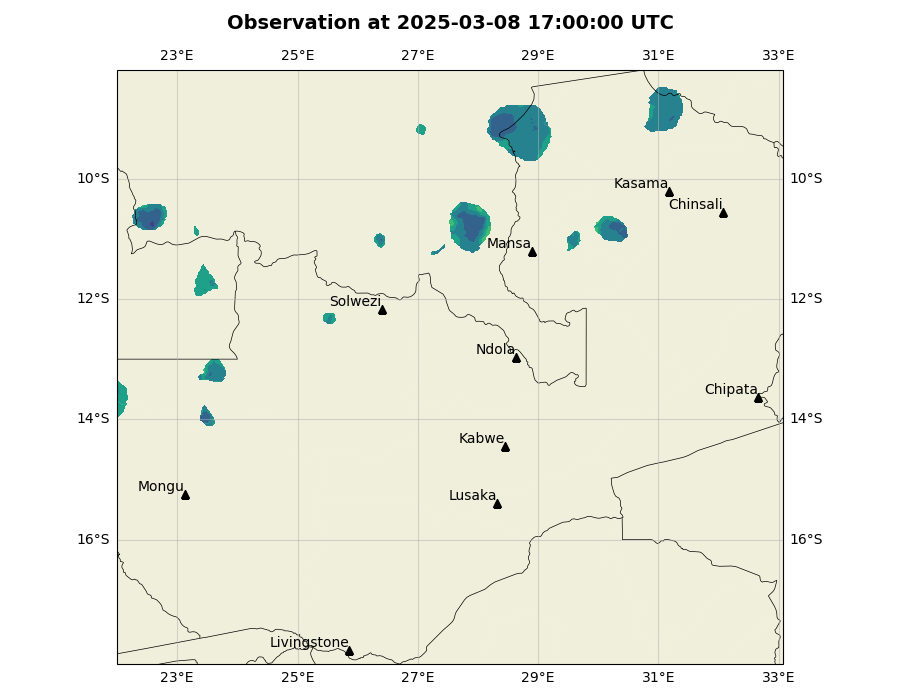 Observation at 2025-03-08 17:00:00 UTC
23°E 25°E 27°E 29°E 31°E 33°E
10°S 10°S
Kasama
Chinsali
Mansa
12°S 12°S
Solwezi
Ndola
Chipata
14°S 14°S
Kabwe
Mongu
Lusaka
16°S 16°S
Livingstone
23°E 25°E 27°E 29°E 31°E 33°E